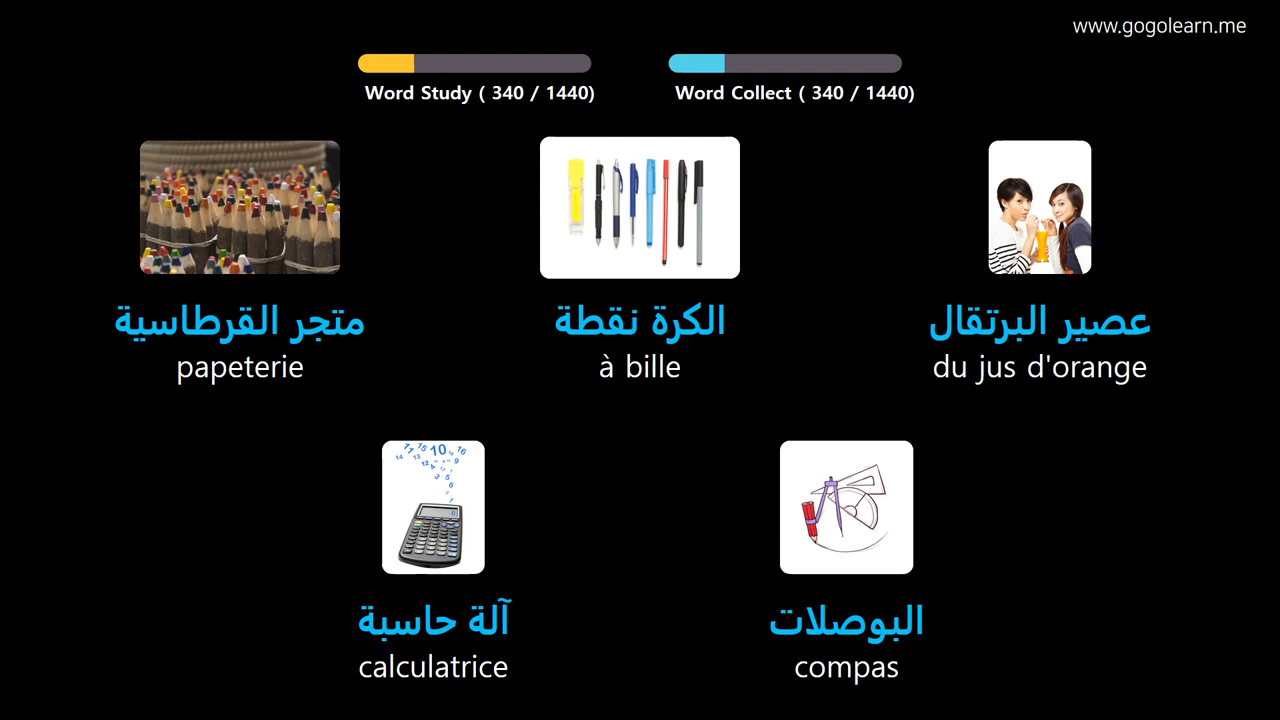 www.gogolearn.me
Word Study ( 340 / 1440)
Word Collect ( 340 / 1440)
متجر القرطاسية
papeterie
الكرة نقطة
à bille
عصير البرتقال
du jus d'orange
آلة حاسبة
calculatrice
البوصلات
compas